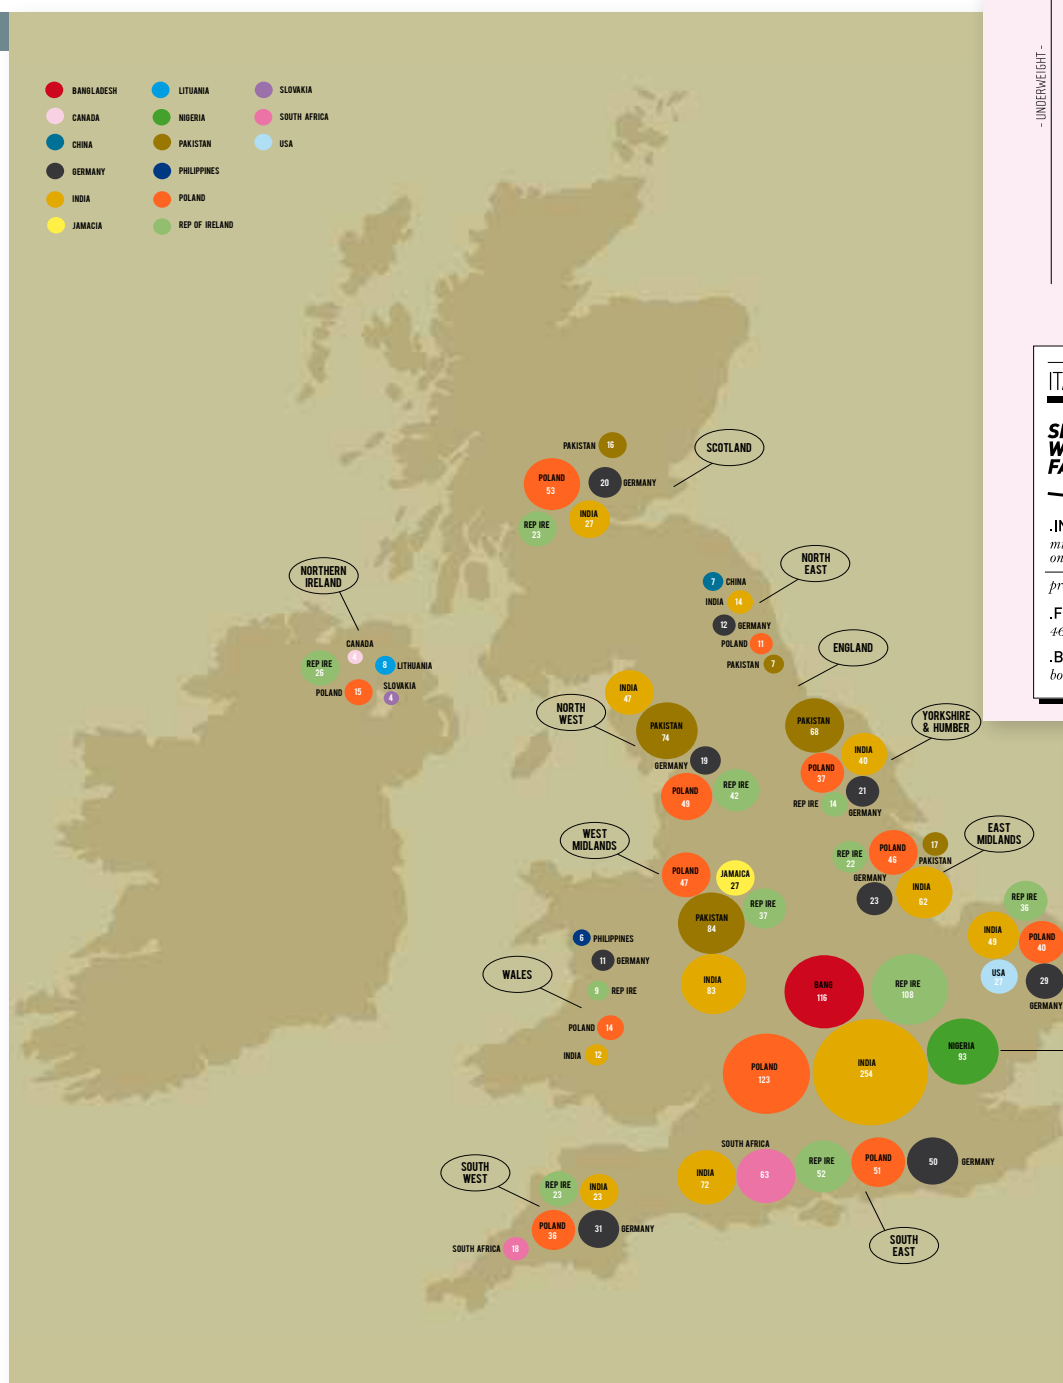 BANGLADESH
CANADA
CHINA
GERMANY
INDIA
JAMACIA
LITUANIA
NIGERIA
PAKISTAN
PHILIPPINES
POLAND
REP OF IRELAND
SLOVAKIA
SOUTH AFRICA
USA
- UNDERWEIGHT -
PAKISTAN 16
SCOTLAND
POLAND
53
20 GERMANY
REP IRE
23
INDIA
27
NORTHERN
IRELAND
CANADA
4
REP IRE
26
8 LITHUANIA
POLAND 15
SLOVAKIA
4
NORTH
EAST
7 CHINA
INDIA 14
12 GERMANY
POLAND 11
PAKISTAN 7
ENGLAND
NORTH
WEST
INDIA
47
PAKISTAN
74
GERMANY 19
POLAND
49
REP IRE
42
YORKSHIRE
& HUMBER
PAKISTAN
68
INDIA
40
POLAND
37
REP IRE 14
21
GERMANY
WEST
MIDLANDS
POLAND
47
JAMAICA
27
REP IRE
37
PAKISTAN
84
INDIA
83
EAST
MIDLANDS
REP IRE
22
POLAND
46
17
PAKISTAN
GERMANY
23
INDIA
62
REP IRE
36
INDIA
49
POLAND
40
USA
27
29
GERMANY
WALES
6 PHILIPPINES
11 GERMANY
9 REP IRE
POLAND 14
INDIA 12
BANG
116
REP IRE
108
POLAND
123
INDIA
254
NIGERIA
93
SOUTH AFRICA
INDIA
72
63
REP IRE
52
POLAND
51
50 GERMANY
SOUTH
EAST
SOUTH
WEST
REP IRE
23
INDIA
23
POLAND
36
31 GERMANY
SOUTH AFRICA 18